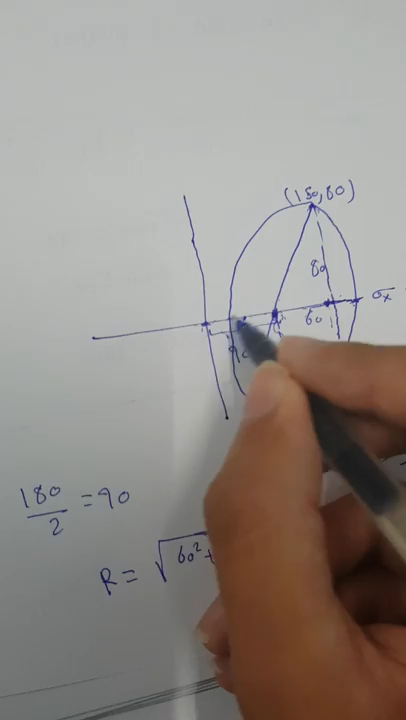 (150,80)
80
σx
60
90
180/2 = 90
R = √60² +